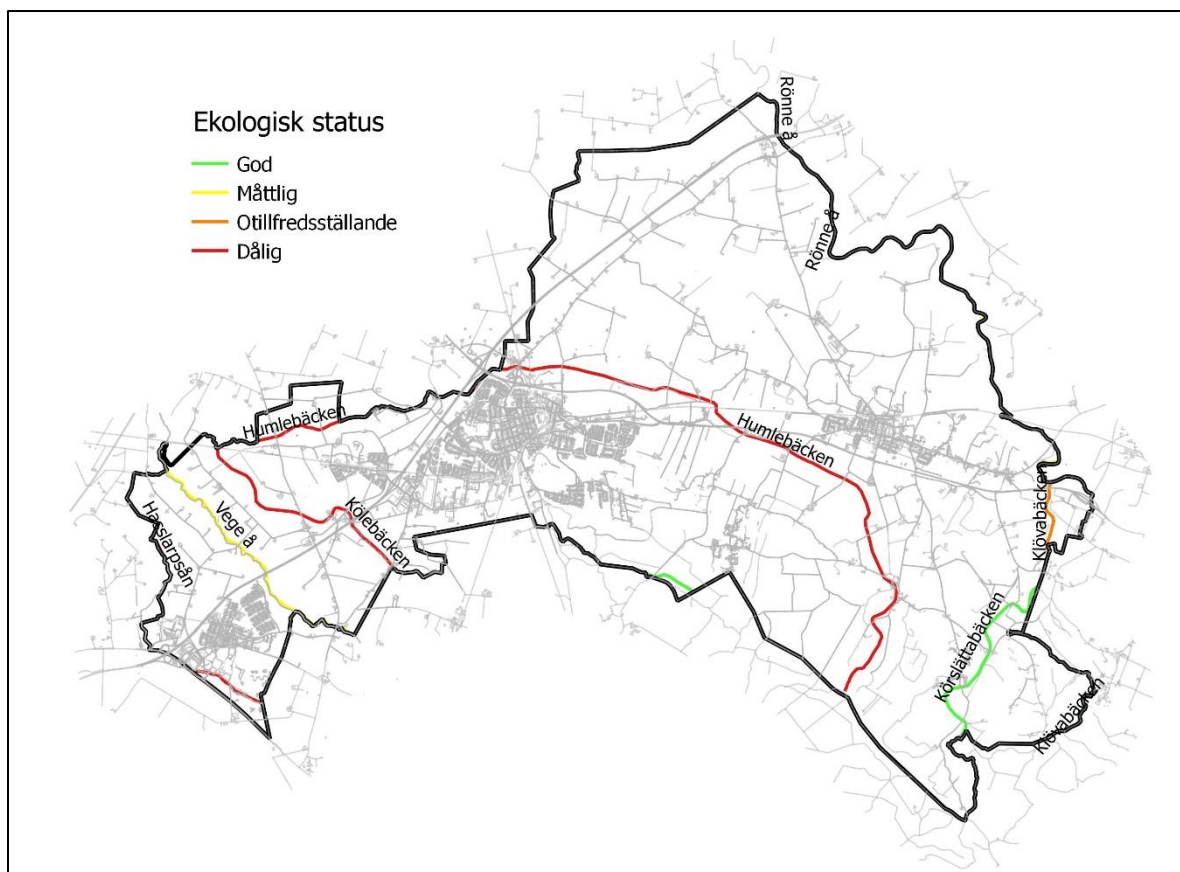 Ekologisk status
God
Måttlig
Otillfredsställande
Dålig
Rönne å
Rönne å
Humlebäcken
Humlebäcken
Vege å
Hasslarpsån
Kölebäcken
Klövabäcken
Körslättabäcken
Klövabäcken